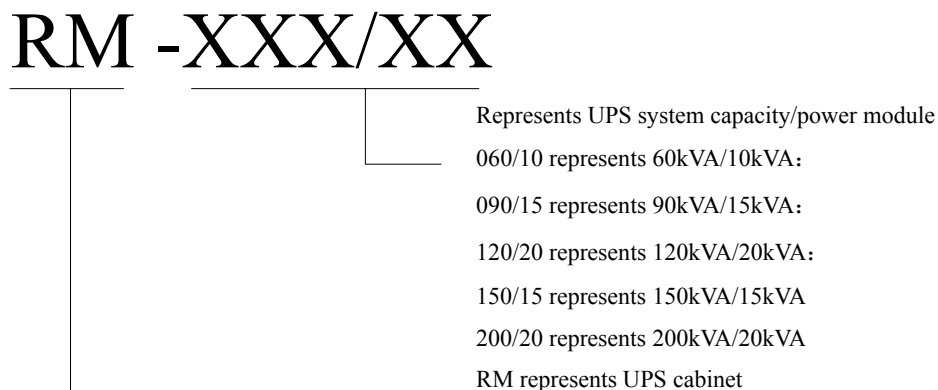 RM -XXX/XX
Represents UPS system capacity/power module
060/10 represents 60kVA/10kVA：
090/15 represents 90kVA/15kVA：
120/20 represents 120kVA/20kVA：
150/15 represents 150kVA/15kVA
200/20 represents 200kVA/20kVA
RM represents UPS cabinet